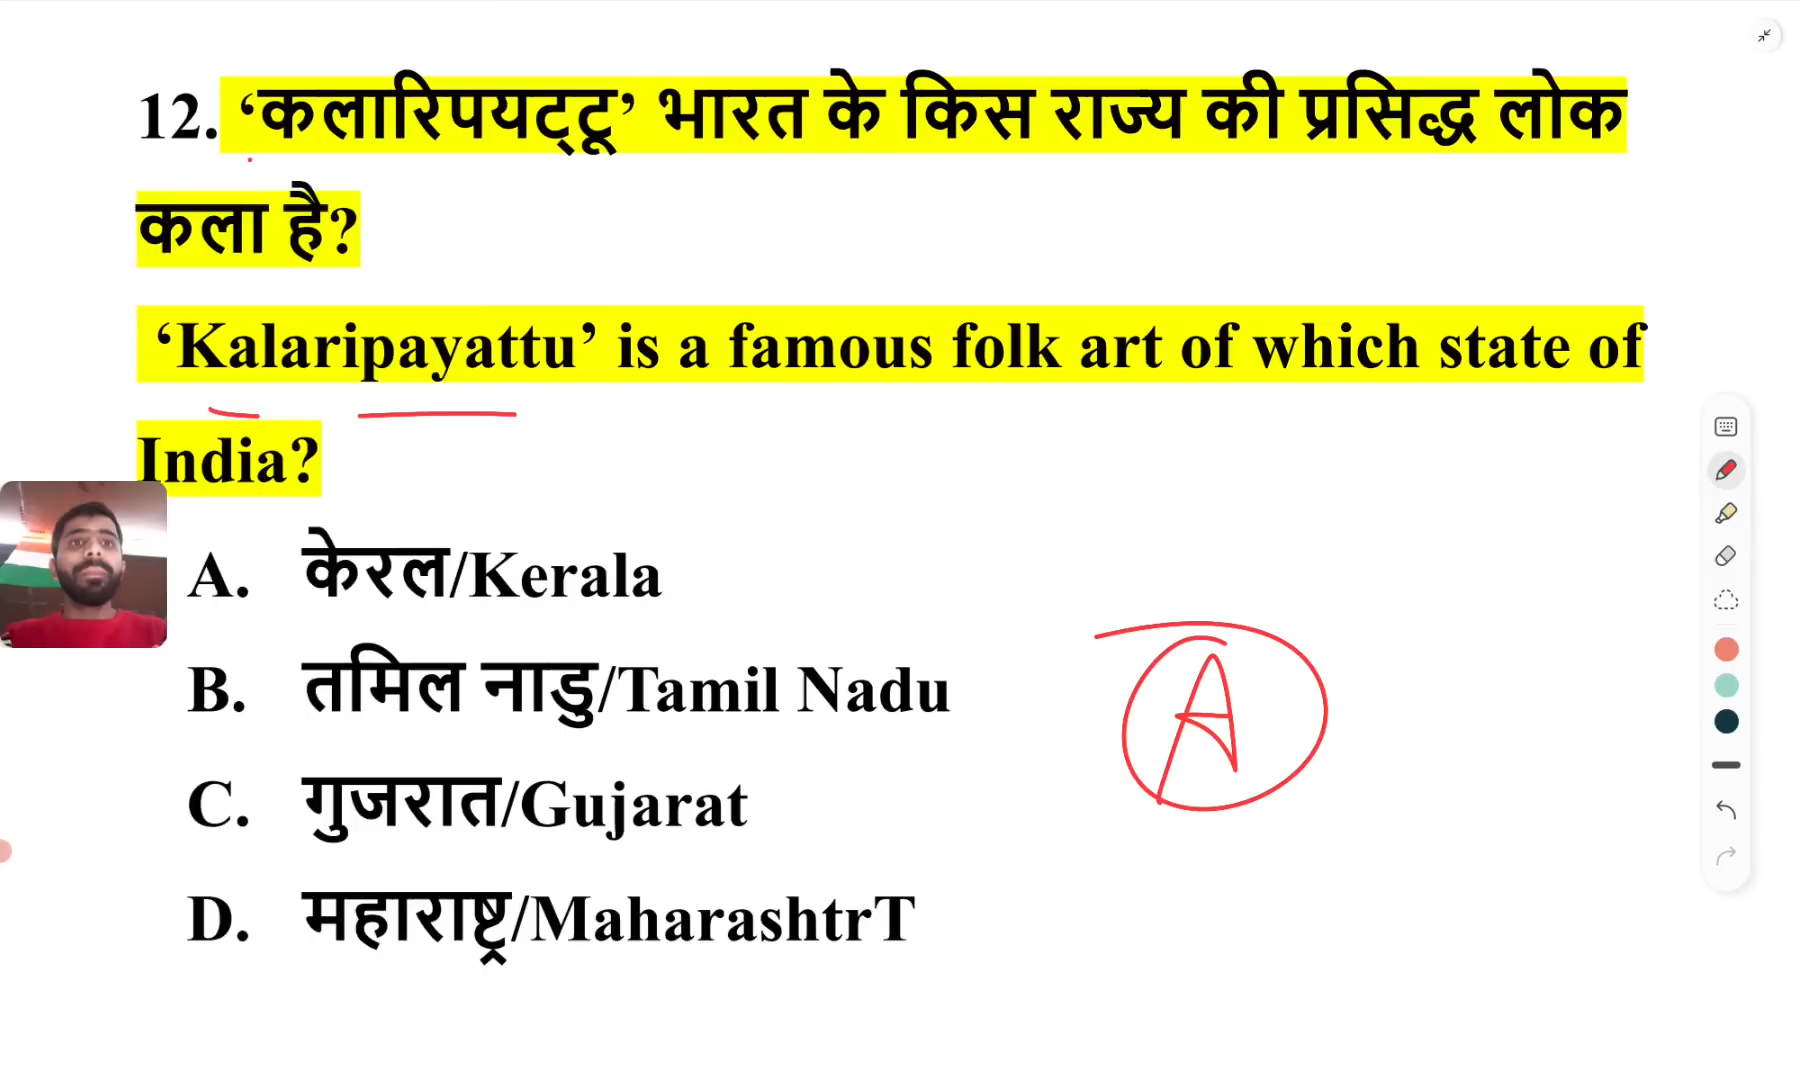 12. ‘कलारिपयट्टू’ भारत के किस राज्य की प्रसिद्ध लोक
कला है?
‘Kalaripayattu’ is a famous folk art of which state of
India?
A. केरल/Kerala
B. तमिल नाडु/Tamil Nadu
A
C. गुजरात/Gujarat
D. महाराष्ट्र/MaharashtrT